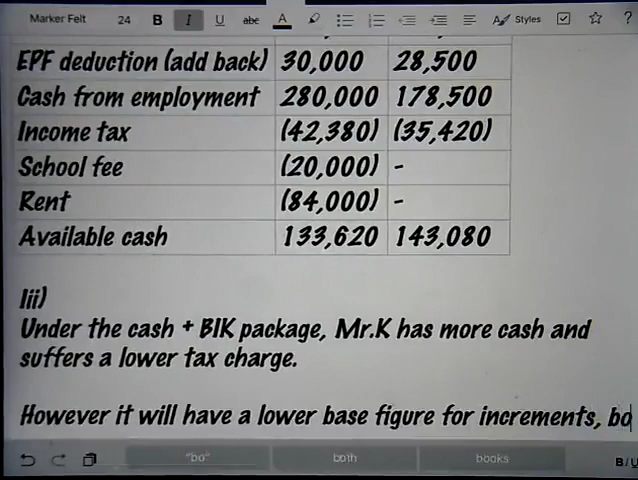 Marker Felt 24 B I U abc A Styles ?
EPF deduction (add back) 30,000 28,500
Cash from employment 280,000 178,500
Income tax (42,380) (35,420)
School fee (20,000) -
Rent (84,000) -
Available cash 133,620 143,080
Iii)
Under the cash + BIK package, Mr.K has more cash and
suffers a lower tax charge.
However it will have a lower base figure for increments, bo
"bo" both books B/U